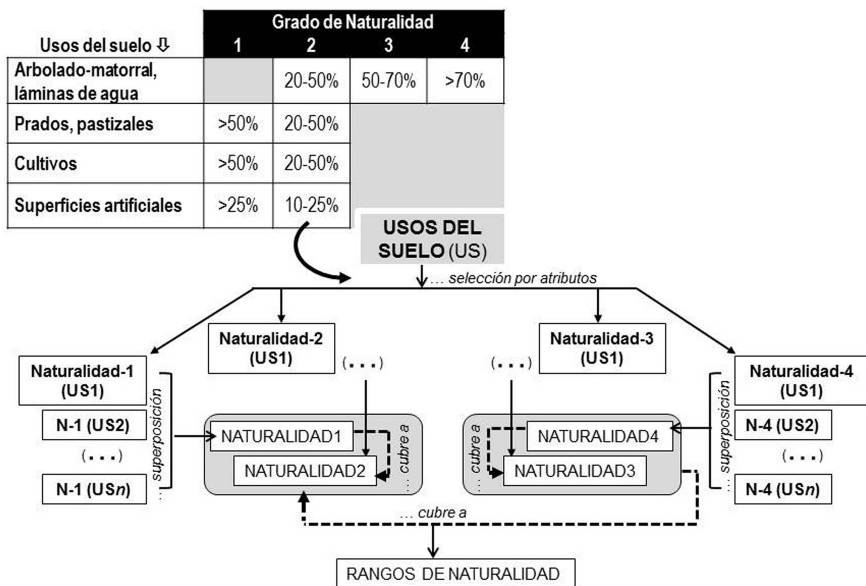 Grado de Naturalidad
Usos del suelo ⇩ 1 2 3 4
Arbolado-matorral,
láminas de agua 20-50% 50-70% >70%
Prados, pastizales >50% 20-50%
Cultivos >50% 20-50%
Superficies artificiales >25% 10-25%
USOS DEL
SUELO (US)
... selección por atributos
Naturalidad-2
(US1)
Naturalidad-3
(US1)
Naturalidad-1
(US1)
(...)
(...)
Naturalidad-4
(US1)
N-1 (US2)
(...)
N-1 (USn)
... superposición
NATURALIDAD1
NATURALIDAD2
... cubre a
... cubre a
NATURALIDAD4
NATURALIDAD3
... superposición
N-4 (US2)
(...)
N-4 (USn)
... cubre a
RANGOS DE NATURALIDAD